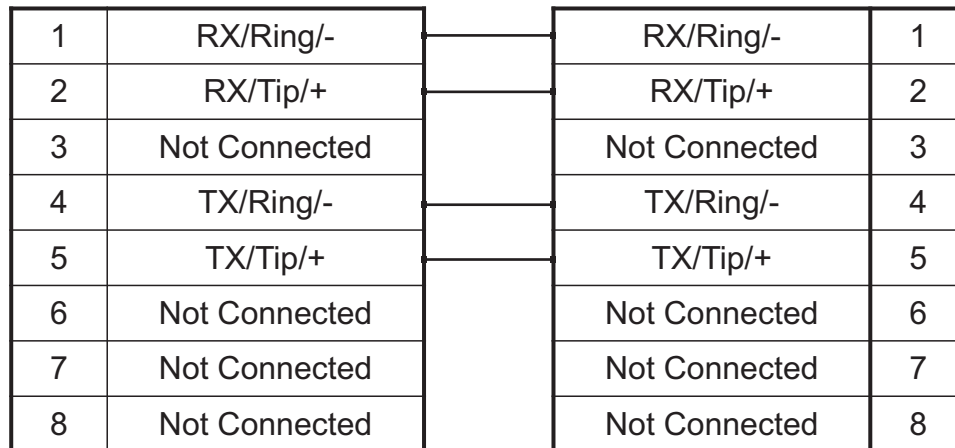 1 RX/Ring/- RX/Ring/- 1
2 RX/Tip/+ RX/Tip/+ 2
3 Not Connected Not Connected 3
4 TX/Ring/- TX/Ring/- 4
5 TX/Tip/+ TX/Tip/+ 5
6 Not Connected Not Connected 6
7 Not Connected Not Connected 7
8 Not Connected Not Connected 8